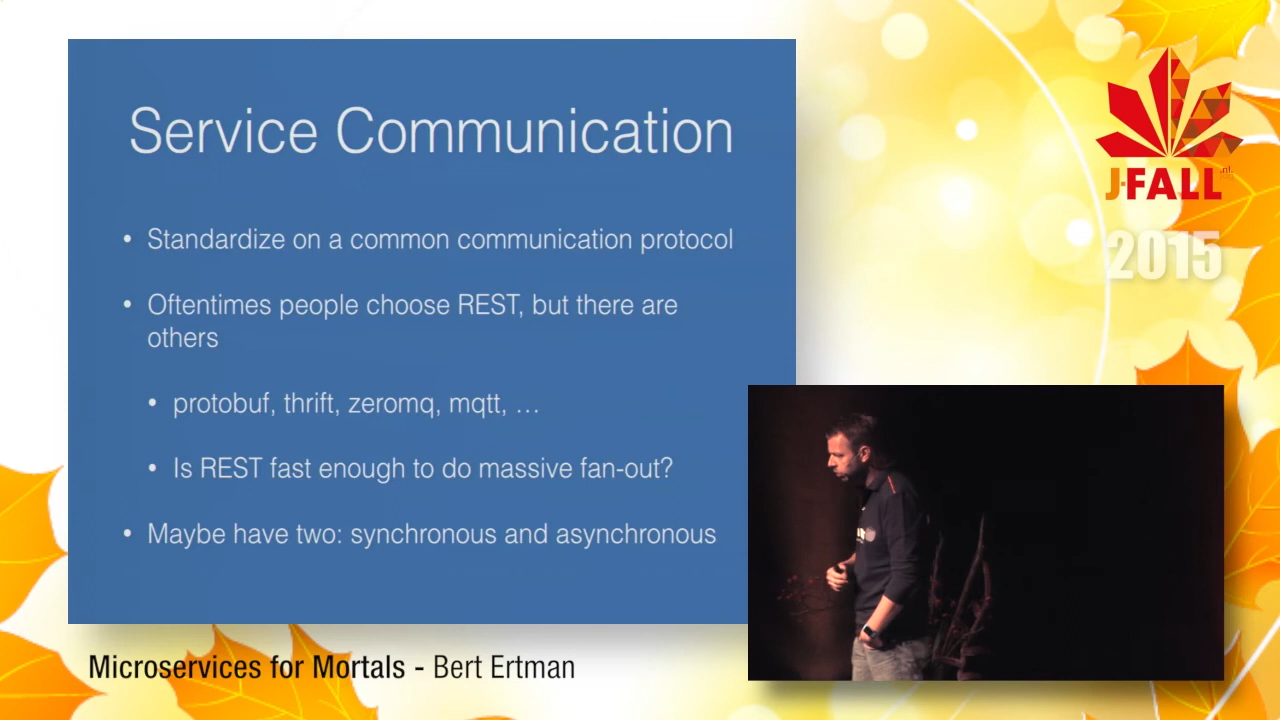 Service Communication
• Standardize on a common communication protocol
• Oftentimes people choose REST, but there are
others
• protobuf, thrift, zeromq, mqtt, …
• Is REST fast enough to do massive fan-out?
• Maybe have two: synchronous and asynchronous
J-FALL
.nl
2015
Microservices for Mortals - Bert Ertman